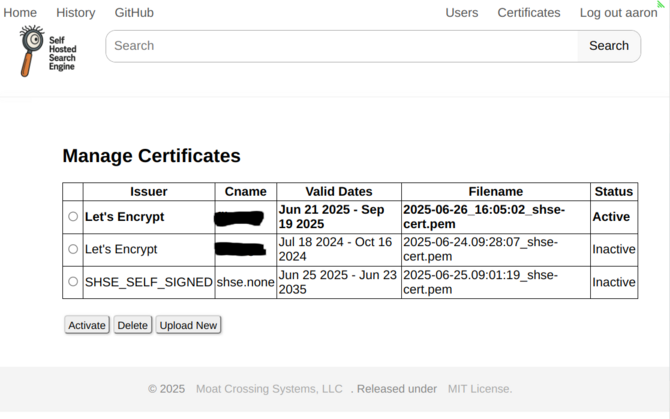 Home History GitHub Users Certificates Log out aaron
Self
Hosted
Search
Engine
Search Search
Manage Certificates
Issuer Cname Valid Dates Filename Status
Let's Encrypt Jun 21 2025 - Sep 19 2025 2025-06-26_16:05:02_shse-cert.pem Active
Let's Encrypt Jul 18 2024 - Oct 16 2024 2025-06-24.09:28:07_shse-cert.pem Inactive
SHSE_SELF_SIGNED shse.none Jun 25 2025 - Jun 23 2035 2025-06-25.09:01:19_shse-cert.pem Inactive
Activate Delete Upload New
© 2025 Moat Crossing Systems, LLC . Released under MIT License.